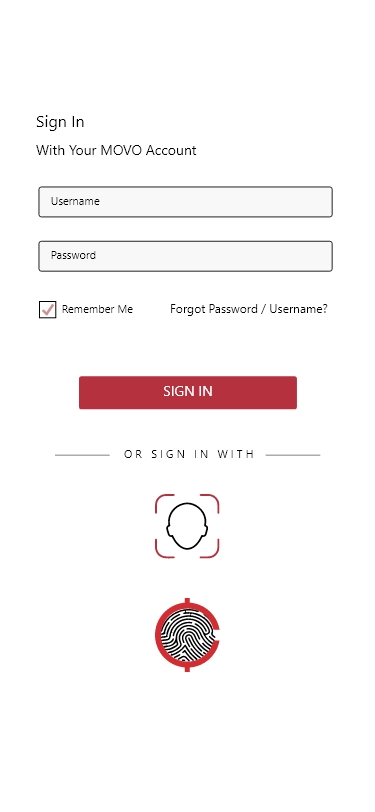 Sign In
With Your MOVO Account
Username
Password
Remember Me
Forgot Password / Username?
SIGN IN
OR SIGN IN WITH